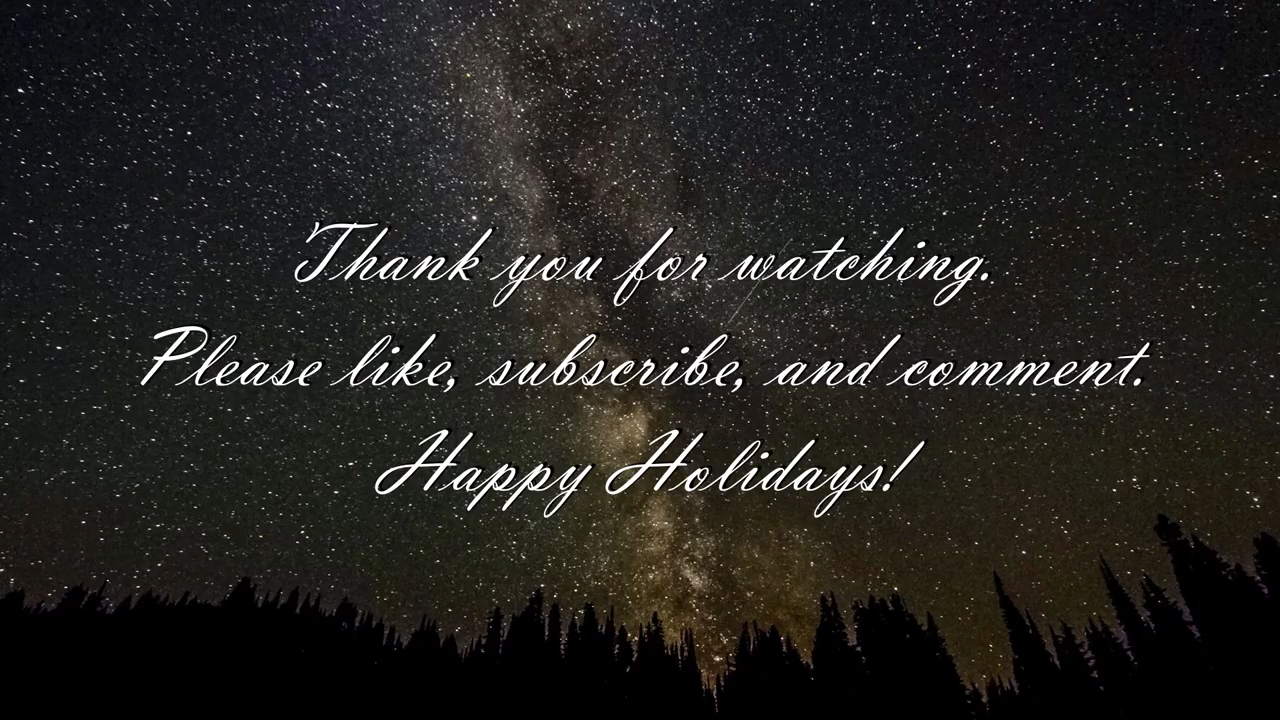 Thank you for watching.
Please like, subscribe, and comment.
Happy Holidays!